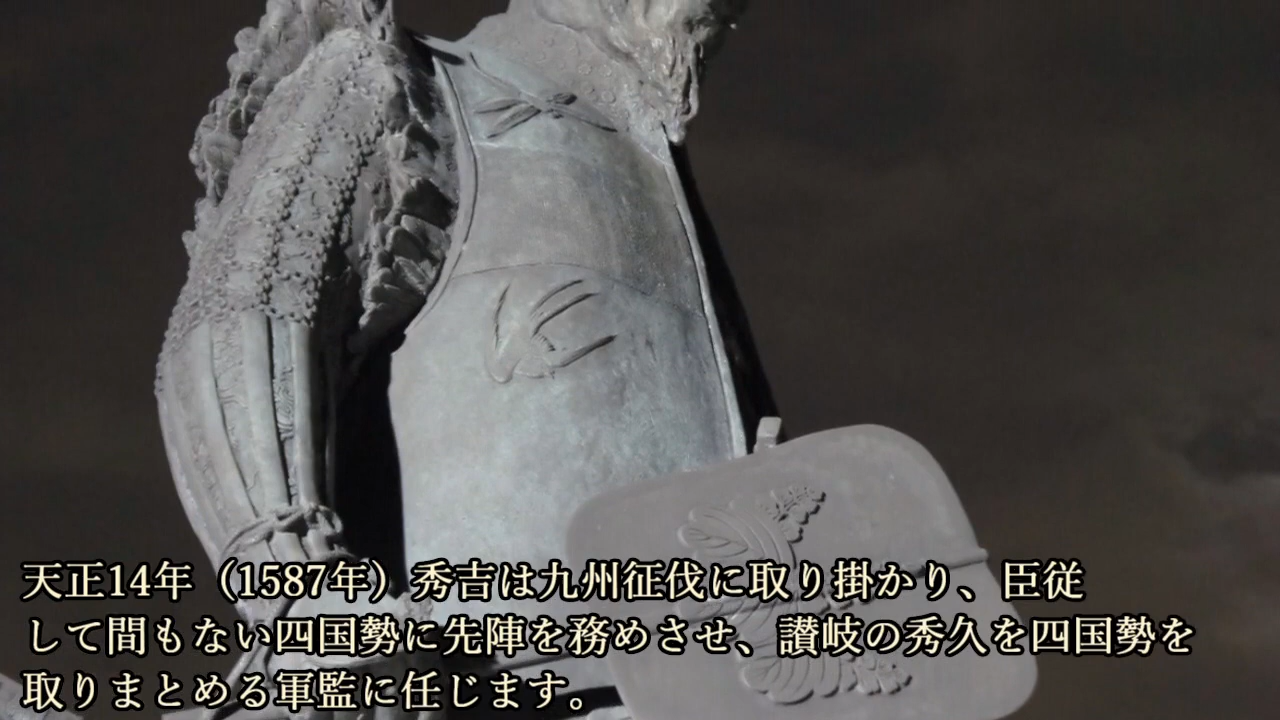 天正14年（1587年）秀吉は九州征伐に取り掛かり、臣従
して間もない四国勢に先陣を務めさせ、讃岐の秀久を四国勢を
取りまとめる軍監に任じます。